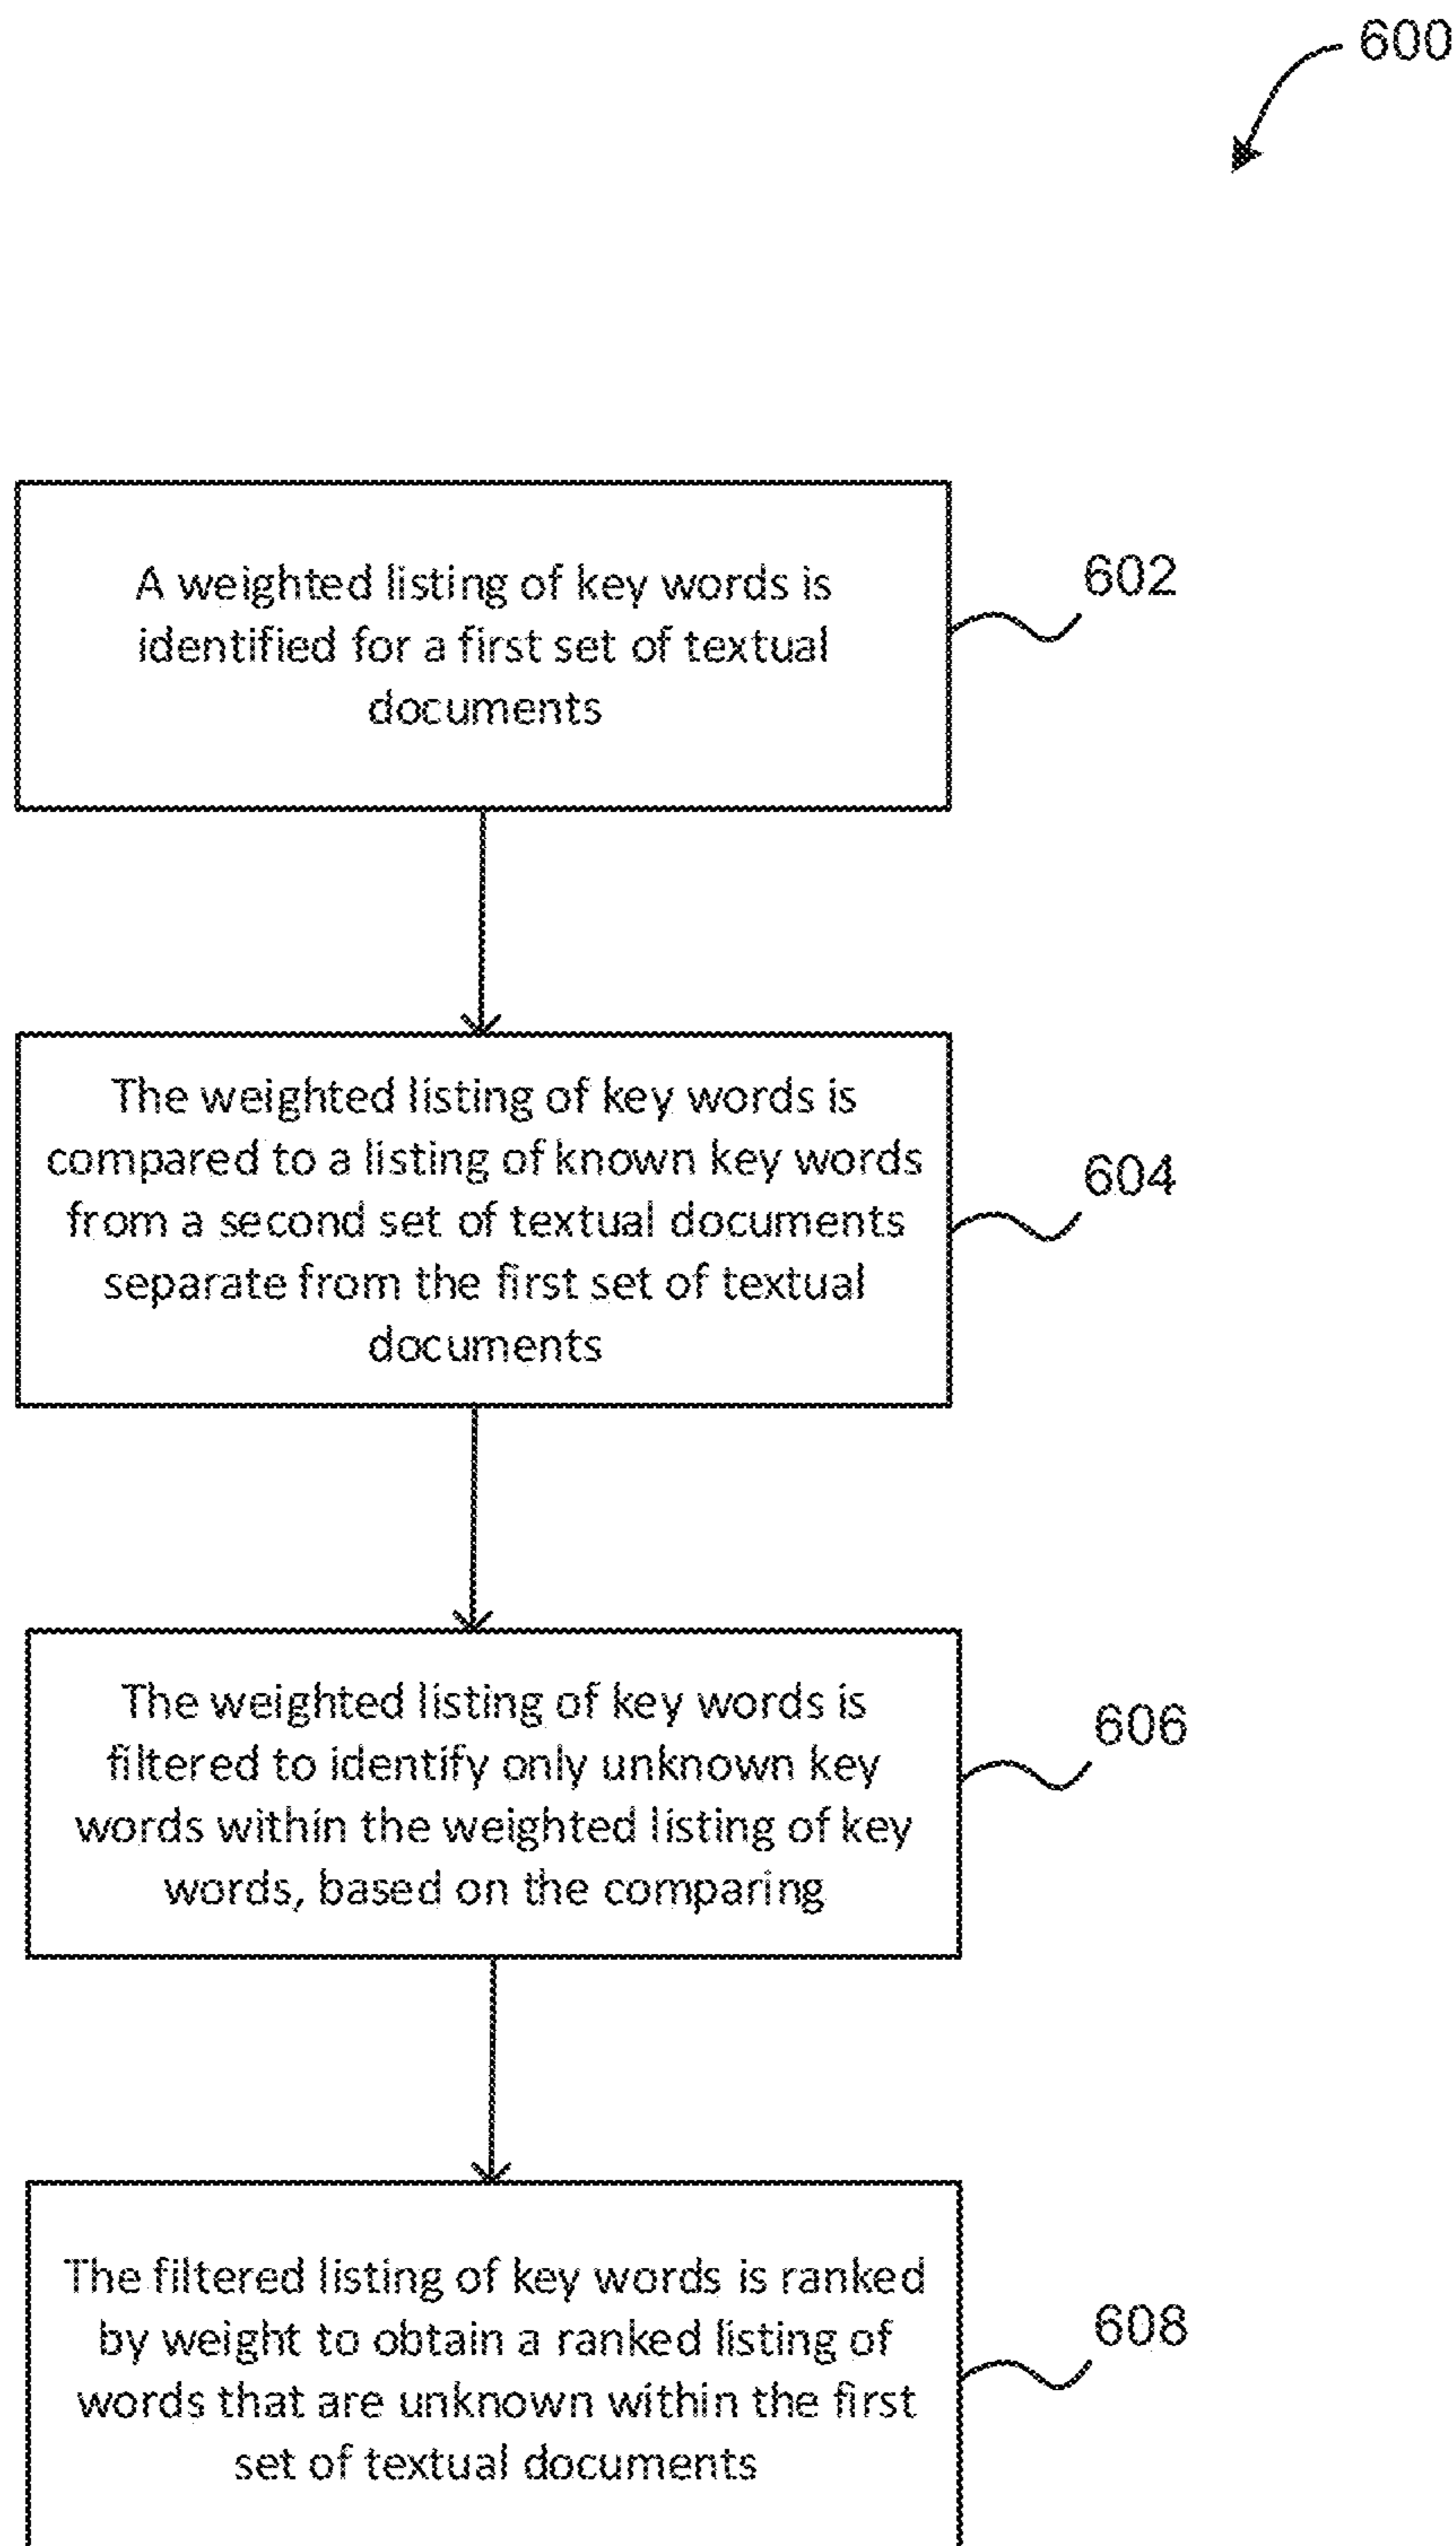 600
A weighted listing of key words is
identified for a first set of textual
documents
602
The weighted listing of key words is
compared to a listing of known key words
from a second set of textual documents
separate from the first set of textual
documents
604
The weighted listing of key words is
filtered to identify only unknown key
words within the weighted listing of key
words, based on the comparing
606
The filtered listing of key words is ranked
by weight to obtain a ranked listing of
words that are unknown within the first
set of textual documents
608